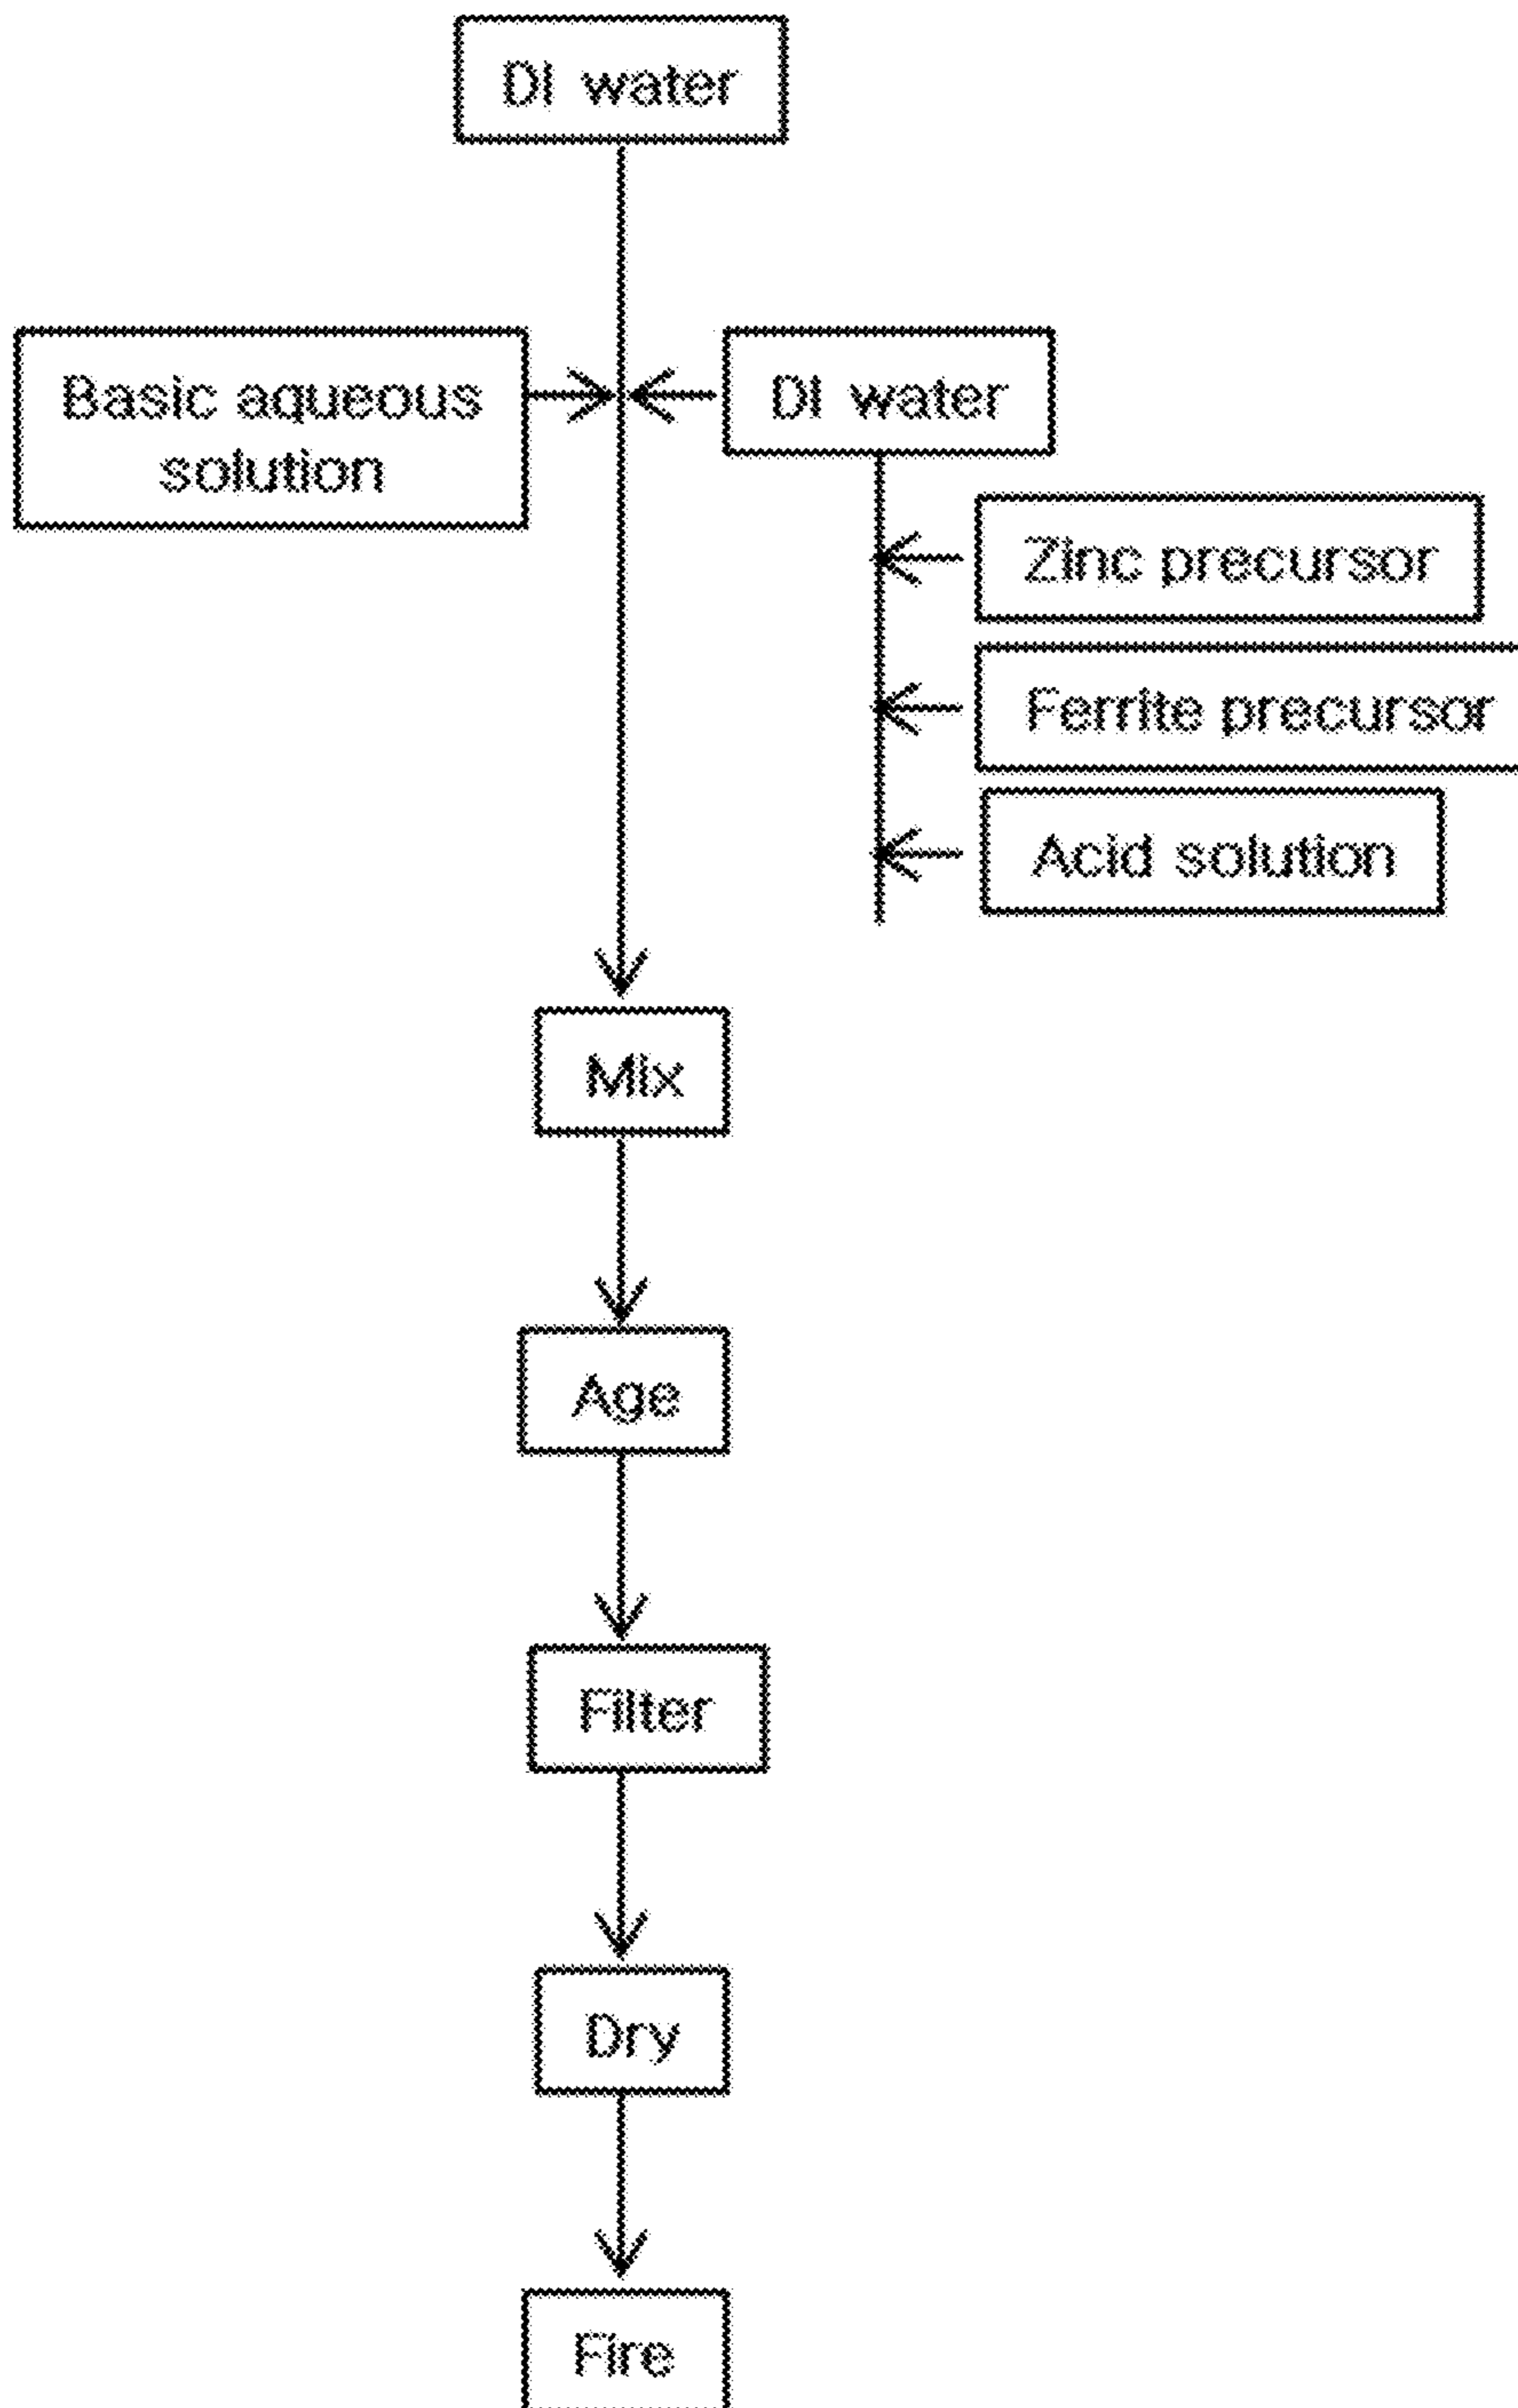 DI water
Basic aqueous
solution
DI water
Zinc precursor
Ferrite precursor
Acid solution
Mix
Age
Filter
Dry
Fire